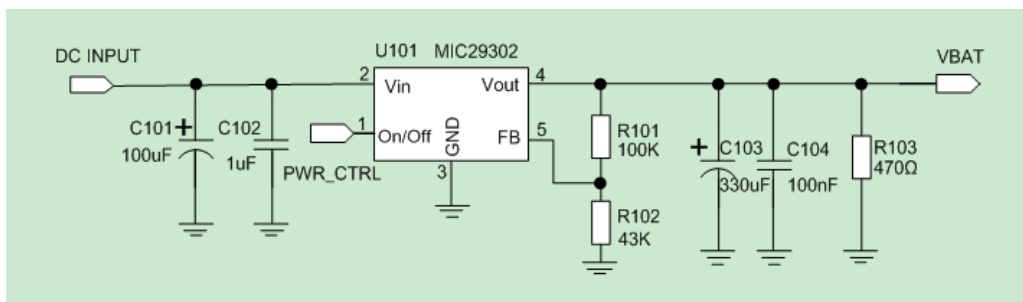 DC INPUT
U101 MIC29302
VBAT
2
Vin
Vout
4
C101
+
100uF
C102
1uF
1
On/Off
PWR_CTRL
GND
3
FB
5
R101
100K
R102
43K
+
C103
330uF
C104
100nF
R103
470Ω